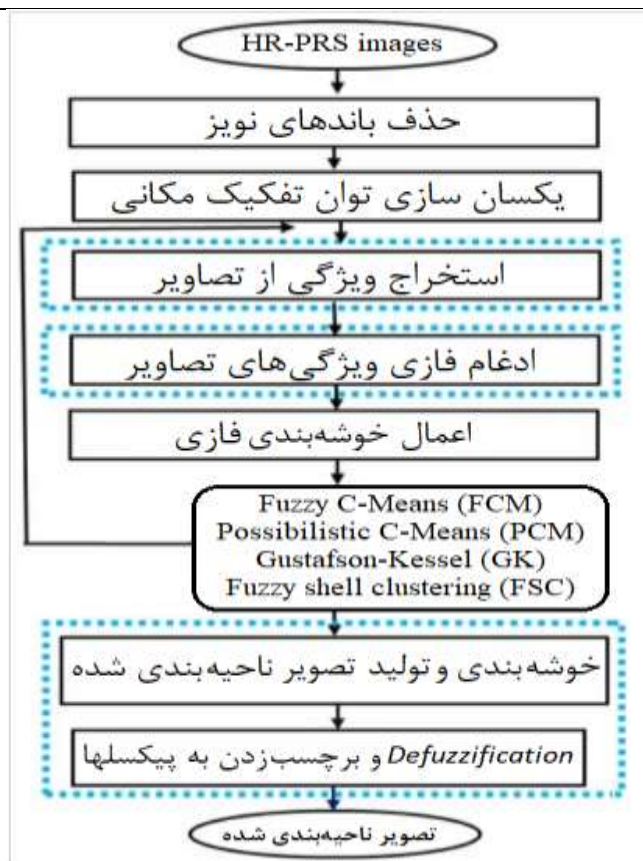 HR-PRS images
حذف باندهای نویز
یکسان سازی توان تفکیک مکانی
استخراج ویژگی از تصاویر
ادغام فازی ویژگی‌های تصاویر
اعمال خوشه‌بندی فازی
Fuzzy C-Means (FCM)
Possibilistic C-Means (PCM)
Gustafson-Kessel (GK)
Fuzzy shell clustering (FSC)
خوشه‌بندی و تولید تصویر ناحیه‌بندی شده
Defuzzification و برچسب‌زدن به پیکسلها
تصویر ناحیه‌بندی شده